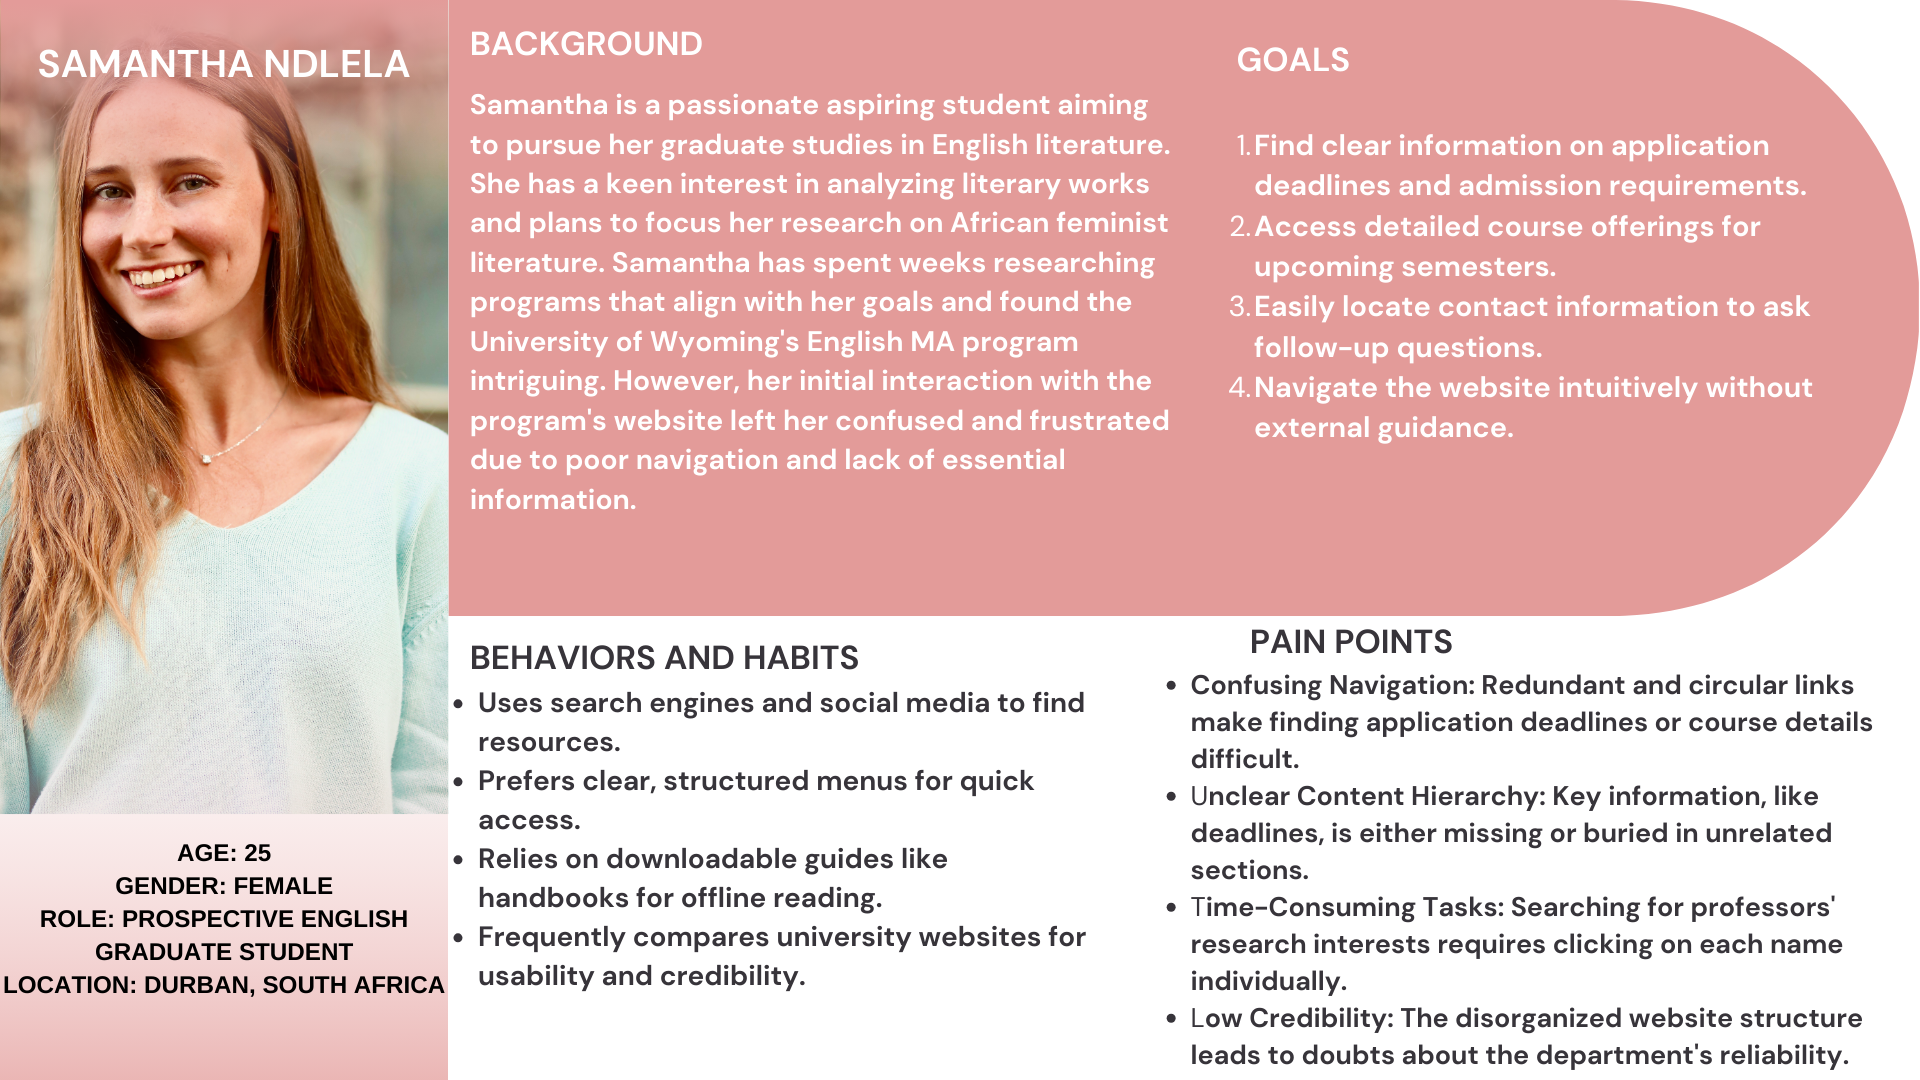 SAMANTHA NDLELA
AGE: 25
GENDER: FEMALE
ROLE: PROSPECTIVE ENGLISH
GRADUATE STUDENT
LOCATION: DURBAN, SOUTH AFRICA
BACKGROUND
Samantha is a passionate aspiring student aiming
to pursue her graduate studies in English literature.
She has a keen interest in analyzing literary works
and plans to focus her research on African feminist
literature. Samantha has spent weeks researching
programs that align with her goals and found the
University of Wyoming's English MA program
intriguing. However, her initial interaction with the
program's website left her confused and frustrated
due to poor navigation and lack of essential
information.
GOALS
1. Find clear information on application
deadlines and admission requirements.
2. Access detailed course offerings for
upcoming semesters.
3. Easily locate contact information to ask
follow-up questions.
4. Navigate the website intuitively without
external guidance.
BEHAVIORS AND HABITS
• Uses search engines and social media to find
resources.
• Prefers clear, structured menus for quick
access.
• Relies on downloadable guides like
handbooks for offline reading.
• Frequently compares university websites for
usability and credibility.
PAIN POINTS
• Confusing Navigation: Redundant and circular links
make finding application deadlines or course details
difficult.
• Unclear Content Hierarchy: Key information, like
deadlines, is either missing or buried in unrelated
sections.
• Time-Consuming Tasks: Searching for professors'
research interests requires clicking on each name
individually.
• Low Credibility: The disorganized website structure
leads to doubts about the department's reliability.